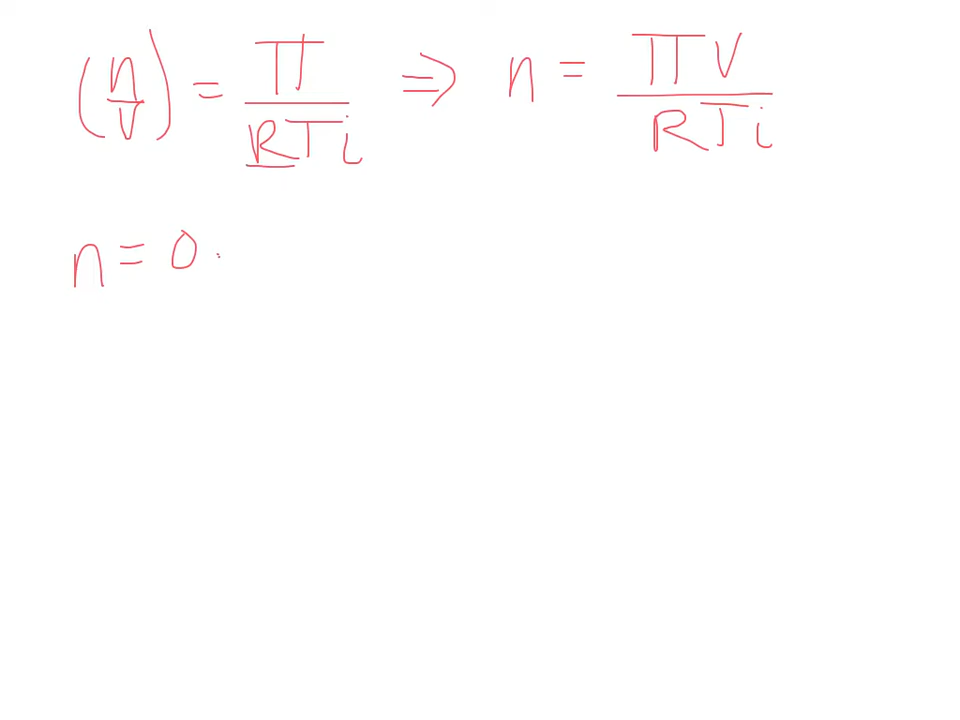 (n/V) = Π/RTi ⇒ n = ΠV/RTi
n = 0.